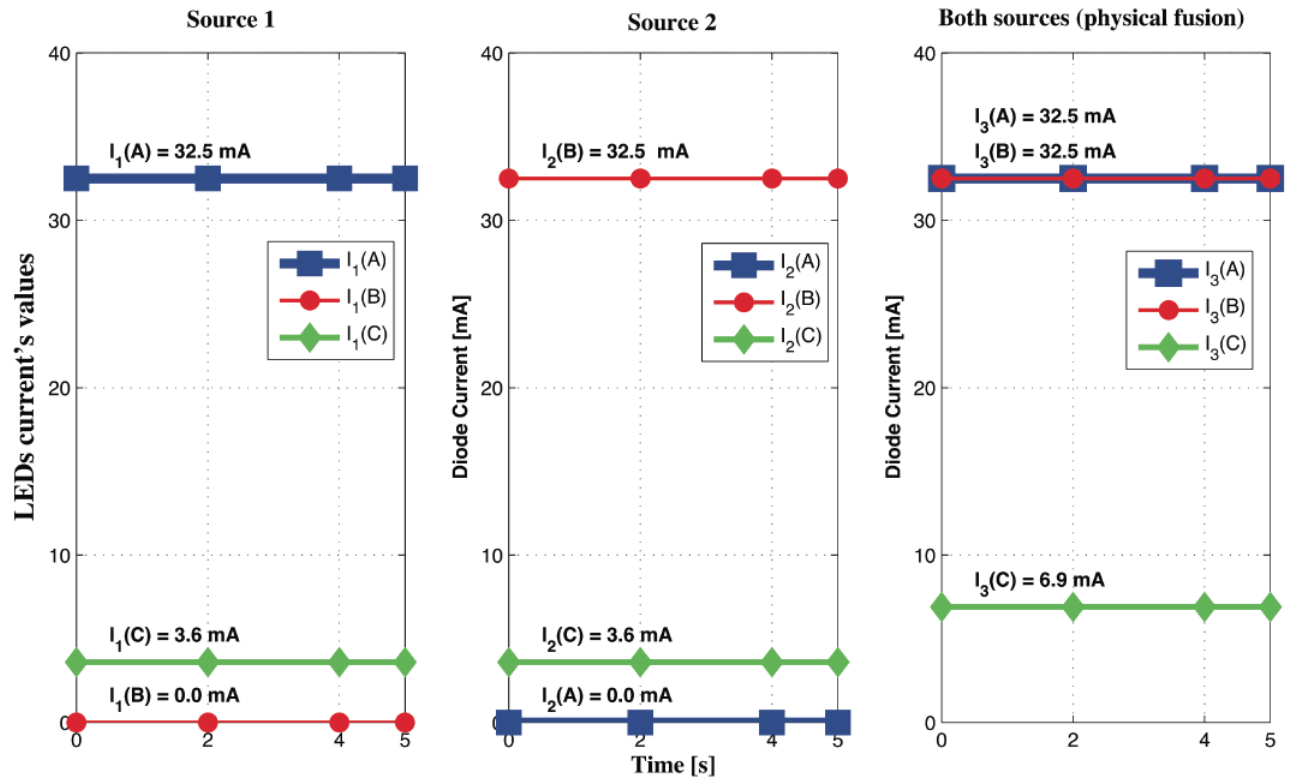 Source 1
40
30
20
10
0
I₁(A) = 32.5 mA
I₁(A)
I₁(B)
I₁(C)
I₁(C) = 3.6 mA
I₁(B) = 0.0 mA
0 2 4 5
LEDs current's values
Source 2
40
30
20
10
0
I₂(B) = 32.5 mA
I₂(A)
I₂(B)
I₂(C)
I₂(C) = 3.6 mA
I₂(A) = 0.0 mA
0 2 4 5
Diode Current [mA]
Time [s]
Both sources (physical fusion)
40
30
20
10
0
I₃(A) = 32.5 mA
I₃(B) = 32.5 mA
I₃(A)
I₃(B)
I₃(C)
I₃(C) = 6.9 mA
0 2 4 5
Diode Current [mA]